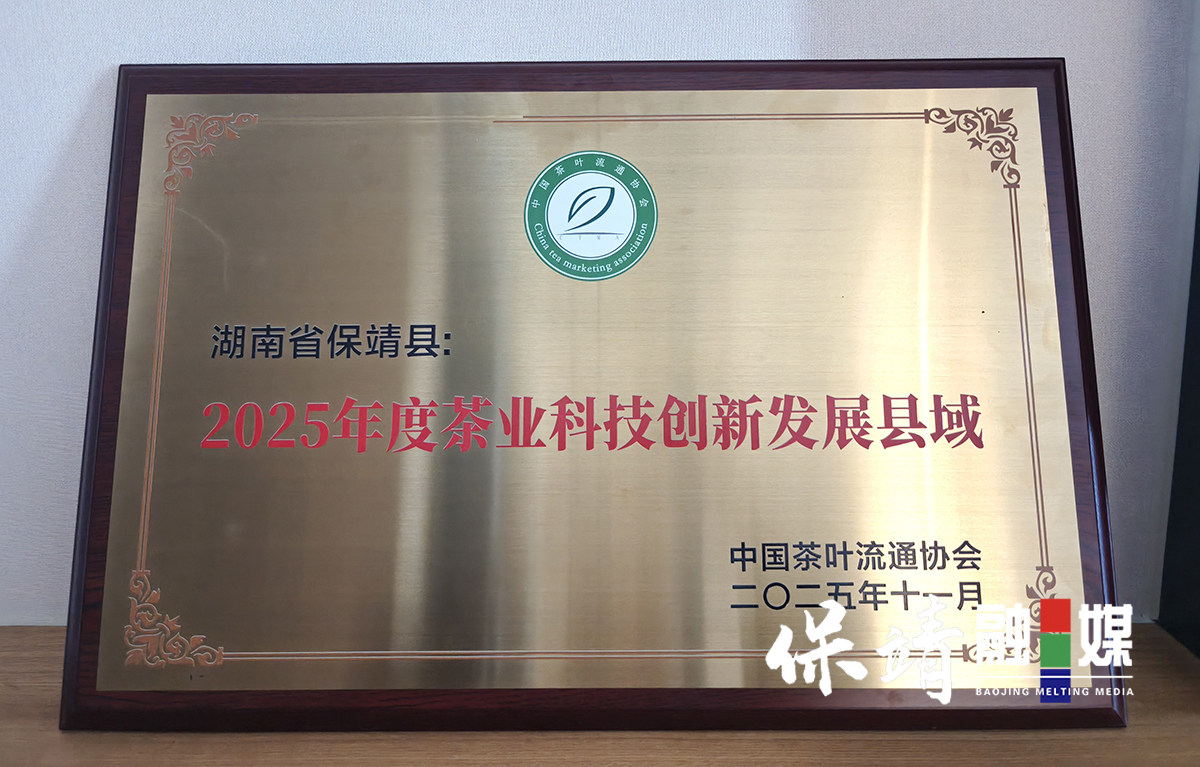 中国茶叶流通协会
China tea marketing association
湖南省保靖县:
2025年度茶业科技创新发展县域
中国茶叶流通协会
二〇二五年十一月
保靖融媒
BAOJING MELTING MEDIA